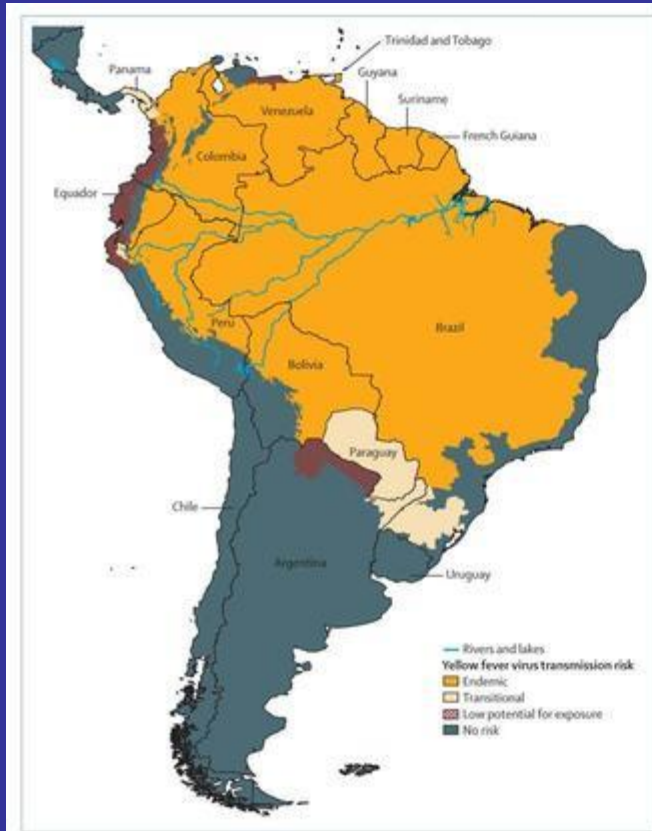 Trinidad and Tobago
Panama
Guyana
Suriname
Venezuela
French Guiana
Colombia
Equador
Peru
Brazil
Bolivia
Paraguay
Chile
Argentina
Uruguay
Rivers and lakes
Yellow fever virus transmission risk
Endemic
Transitional
Low potential for exposure
No risk